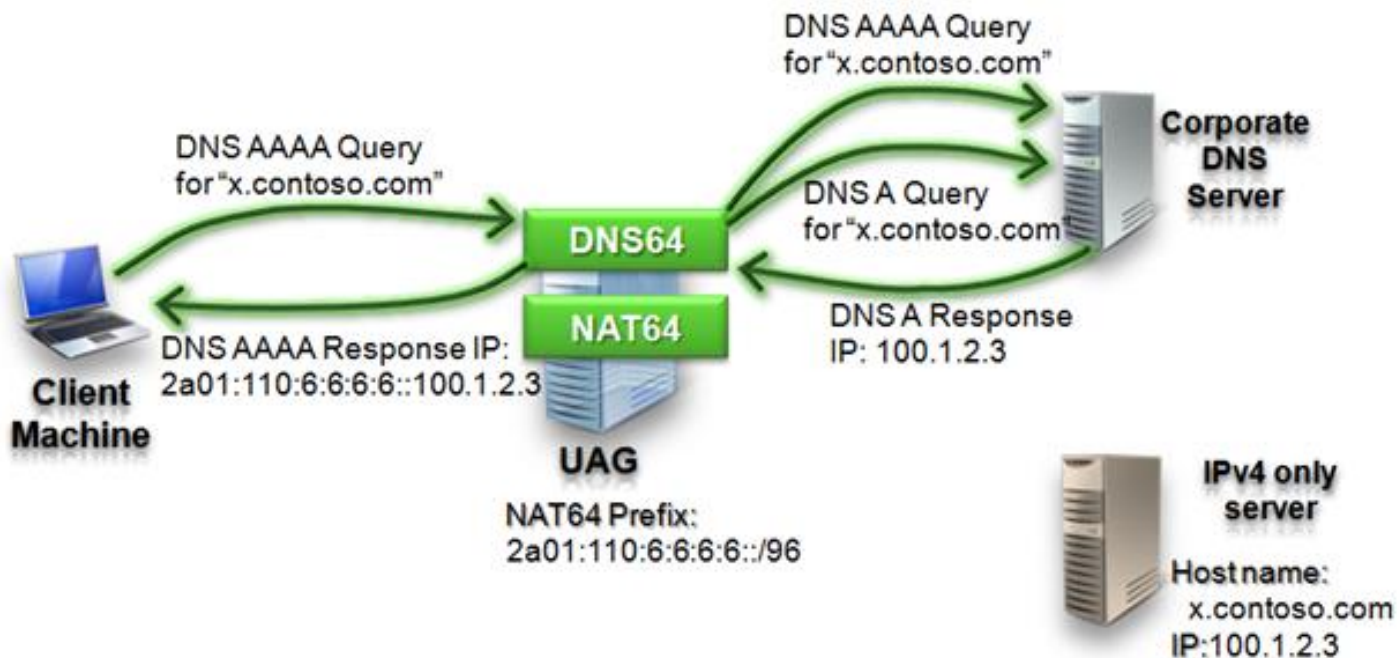 DNS AAAA Query
for "x.contoso.com"
DNS AAAA Query
for "x.contoso.com"
Corporate
DNS
Server
DNS A Query
for "x.contoso.com"
DNS64
NAT64
DNS A Response
IP: 100.1.2.3
DNS AAAA Response IP:
2a01:110:6:6:6:6::100.1.2.3
Client
Machine
UAG
NAT64 Prefix:
2a01:110:6:6:6:6::/96
IPv4 only
server
Host name:
x.contoso.com
IP:100.1.2.3